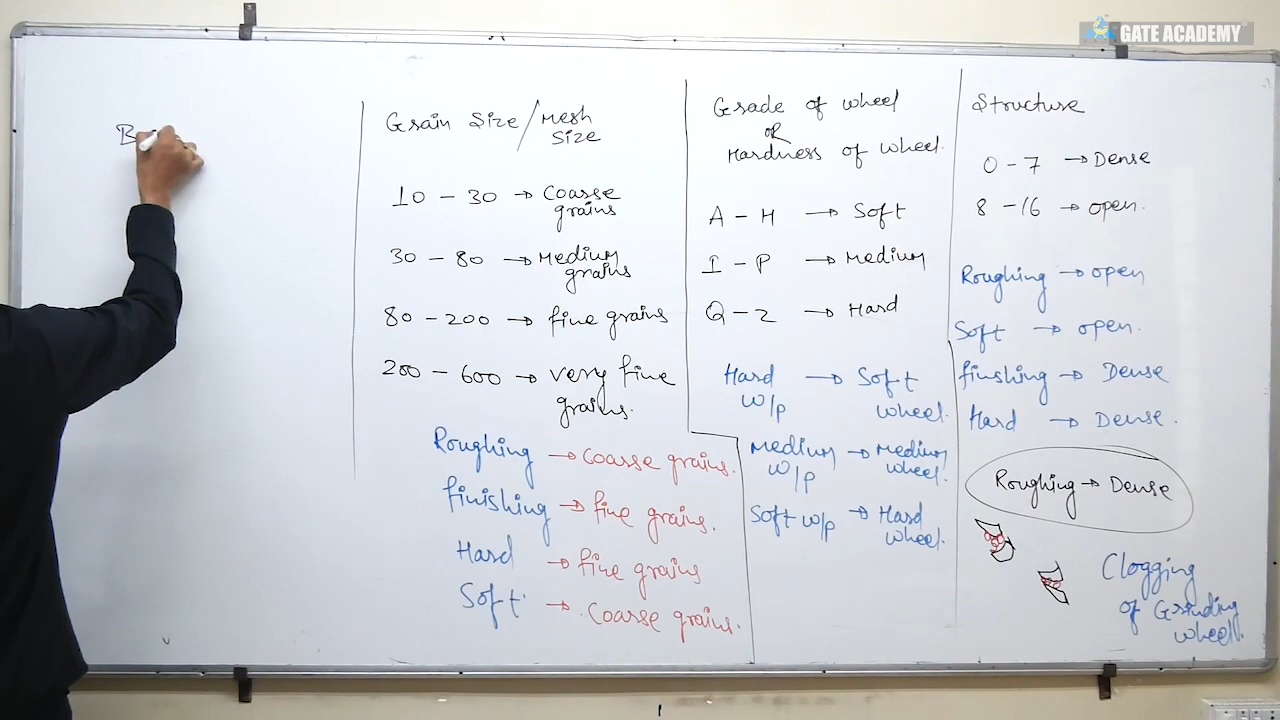 GATE ACADEMY
B
Grain Size / Mesh
Size
10 - 30 → Coarse
grains
30 - 80 → Medium
grains
80 - 200 → fine grains
200 - 600 → very fine
grains.
Roughing → Coarse grains.
finishing → fine grains.
Hard → fine grains
Soft → Coarse grains.
Grade of wheel
OR
Hardness of wheel.
A - H → Soft
I - P → Medium
Q - Z → Hard
Hard → Soft
w/p wheel.
Medium → Medium
w/p wheel.
Soft w/p → Hard
wheel.
Structure
0 - 7 → Dense
8 - 16 → open.
Roughing → open
Soft → open.
finshing → Dense
Hard → Dense.
Roughing → Dense
Clogging
of Grinding
wheel.